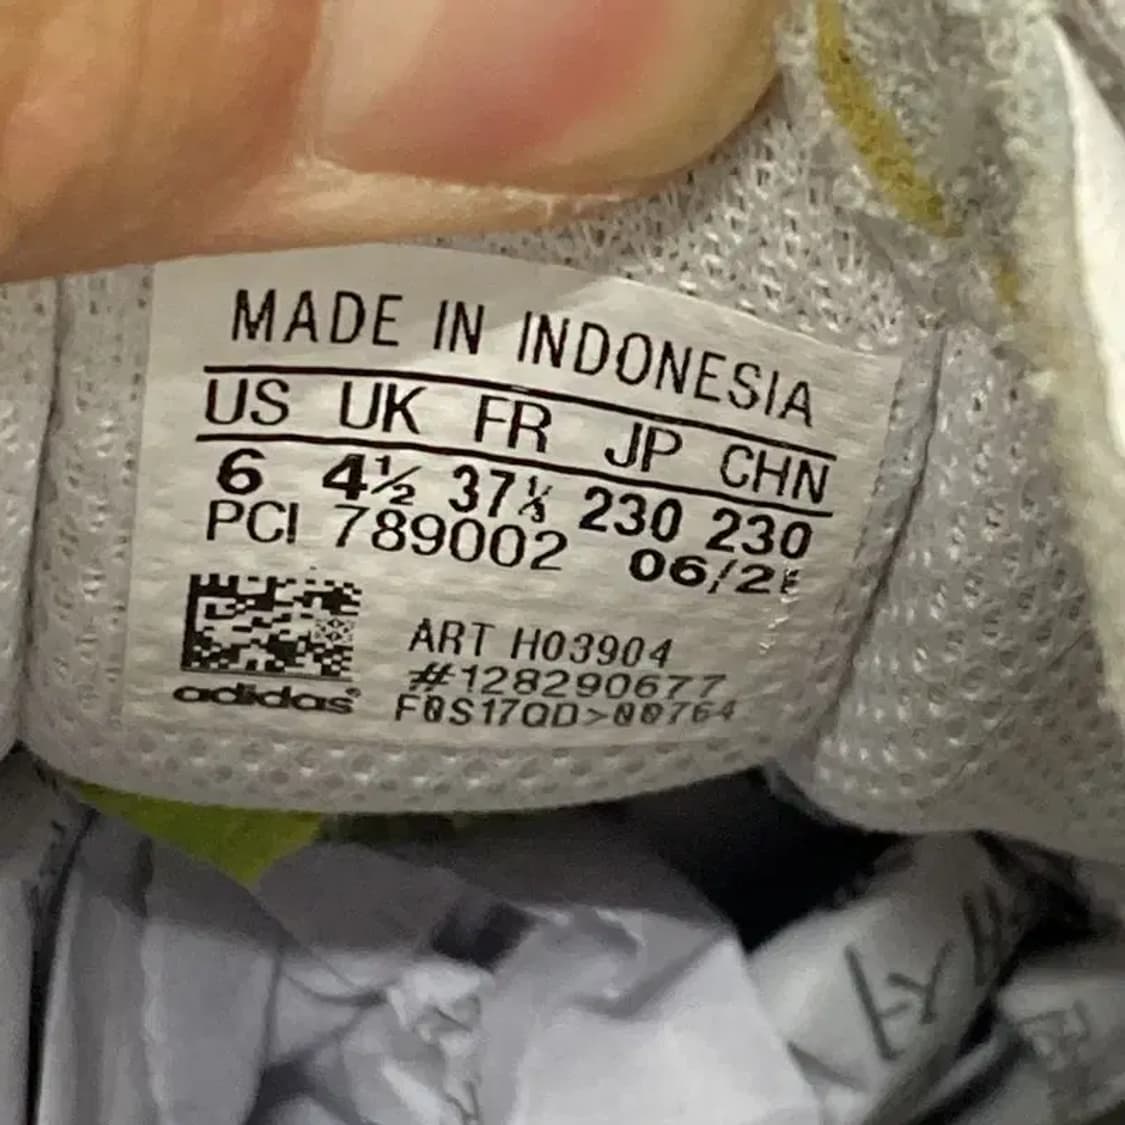 MADE IN INDONESIA
US UK FR JP CHN
6 4½ 37⅓ 230 230
PCI 789002
ART H03904
#128290677
adidas